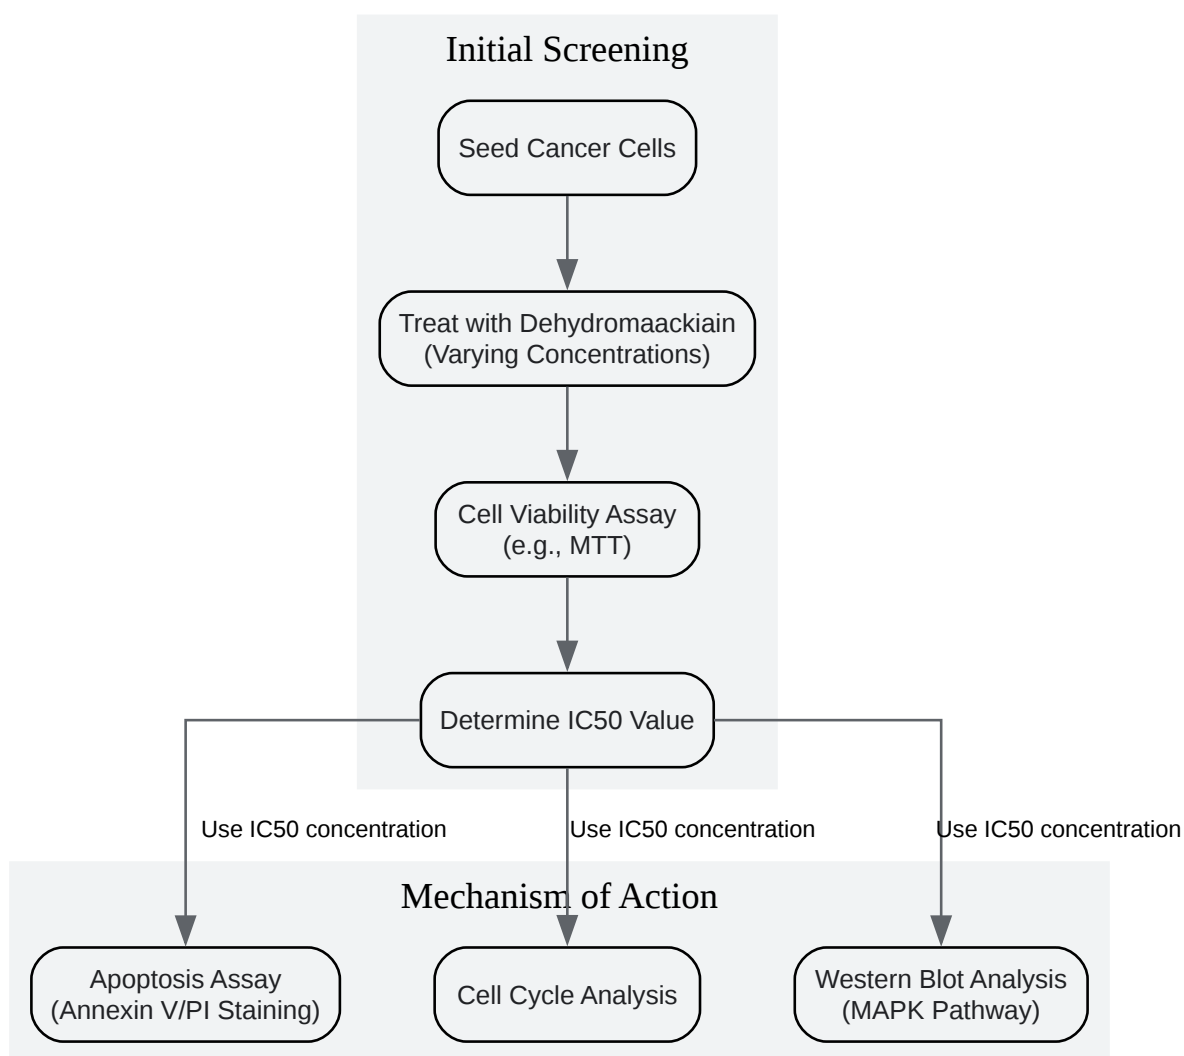 Initial Screening
Seed Cancer Cells
Treat with Dehydromaackiain
(Varying Concentrations)
Cell Viability Assay
(e.g., MTT)
Determine IC50 Value
Use IC50 concentration
Use IC50 concentration
Use IC50 concentration
Mechanism of Action
Apoptosis Assay
(Annexin V/PI Staining)
Cell Cycle Analysis
Western Blot Analysis
(MAPK Pathway)